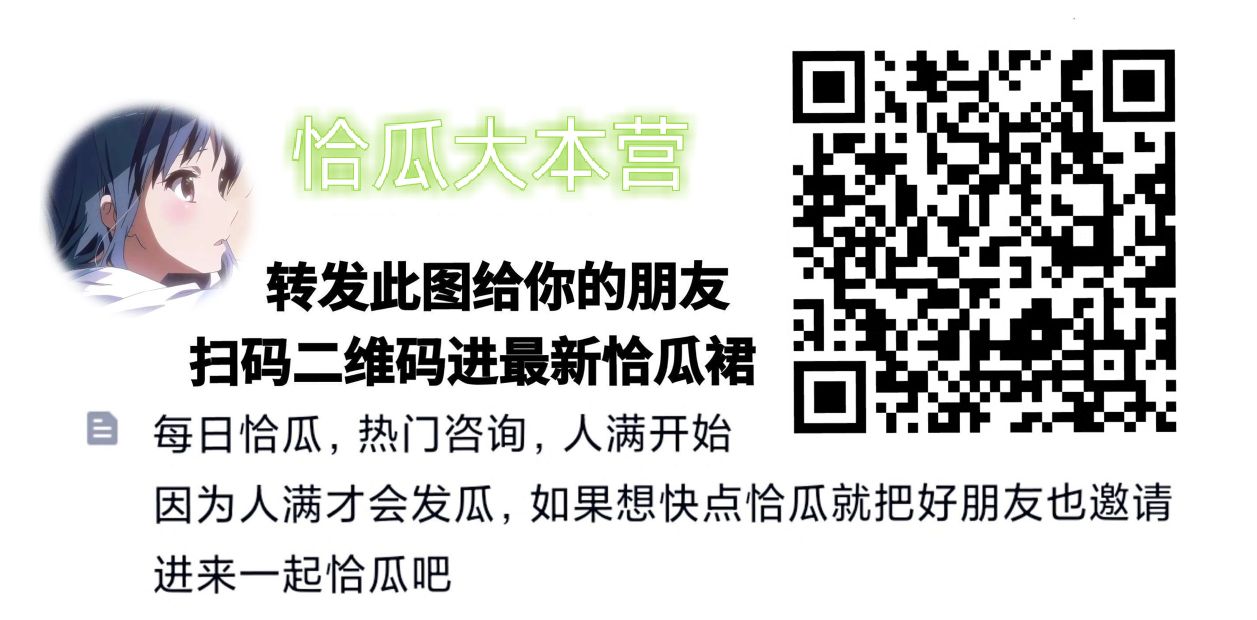 恰瓜大本营
转发此图给你的朋友
扫码二维码进最新恰瓜裙
每日恰瓜，热门咨询，人满开始
因为人满才会发瓜，如果想快点恰瓜就把好朋友也邀请
进来一起恰瓜吧